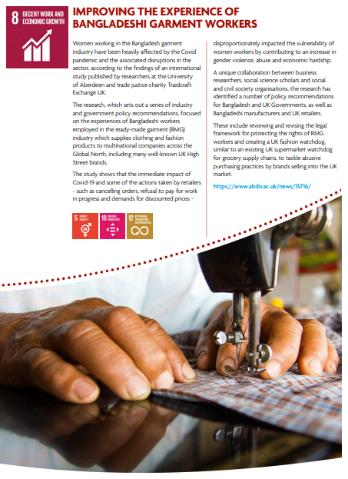 8 DECENT WORK AND
ECONOMIC GROWTH
IMPROVING THE EXPERIENCE OF
BANGLADESHI GARMENT WORKERS
Women working in the Bangladesh garment
industry have been heavily affected by the Covid
pandemic and the associated disruptions in the
sector, according to the findings of an international
study published by researchers at the University
of Aberdeen and trade justice charity Traidcraft
Exchange UK.
The research, which sets out a series of industry
and government policy recommendations, focused
on the experiences of Bangladeshi workers
employed in the ready-made garment (RMG)
industry which supplies clothing and fashion
products to multinational companies across the
Global North, including many well-known UK High
Street brands.
The study shows that the immediate impact of
Covid-19 and some of the actions taken by retailers
- such as cancelling orders, refusal to pay for work
in progress and demands for discounted prices -
5
10
12
disproportionately impacted the vulnerability of
women workers by contributing to an increase in
gender violence, abuse and economic hardship.
A unique collaboration between business
researchers, social science scholars and social
and civil society organisations, the research has
identified a number of policy recommendations
for Bangladesh and UK Governments, as well as
Bangladeshi manufacturers and UK retailers.
These include reviewing and revising the legal
framework for protecting the rights of RMG
workers and creating a UK fashion watchdog,
similar to an existing UK supermarket watchdog
for grocery supply chains, to tackle abusive
purchasing practices by brands selling into the UK
market.
https://www.abdn.ac.uk/news/15716/